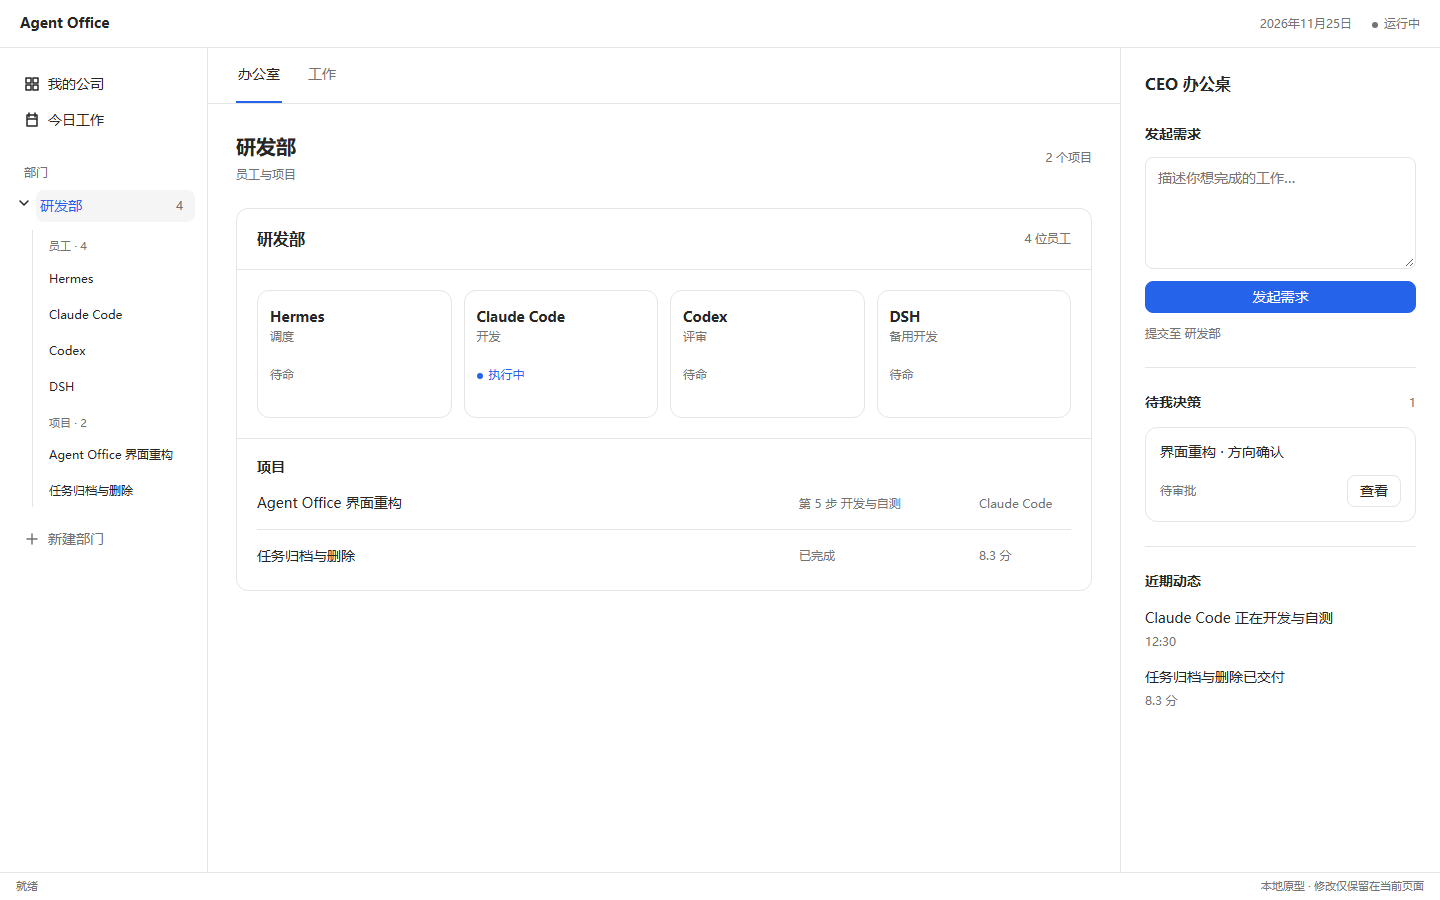 Agent Office
2026年11月25日
运行中
我的公司
今日工作
部门
研发部
4
员工 · 4
Hermes
Claude Code
Codex
DSH
项目 · 2
Agent Office 界面重构
任务归档与删除
新建部门
办公室
工作
研发部
员工与项目
2 个项目
研发部
4 位员工
Hermes
调度
待命
Claude Code
开发
执行中
Codex
评审
待命
DSH
备用开发
待命
项目
Agent Office 界面重构
第 5 步 开发与自测
Claude Code
任务归档与删除
已完成
8.3 分
CEO 办公桌
发起需求
描述你想完成的工作...
发起需求
提交至 研发部
待我决策
1
界面重构 · 方向确认
待审批
查看
近期动态
Claude Code 正在开发与自测
12:30
任务归档与删除已交付
8.3 分
就绪
本地原型 · 修改仅保留在当前页面